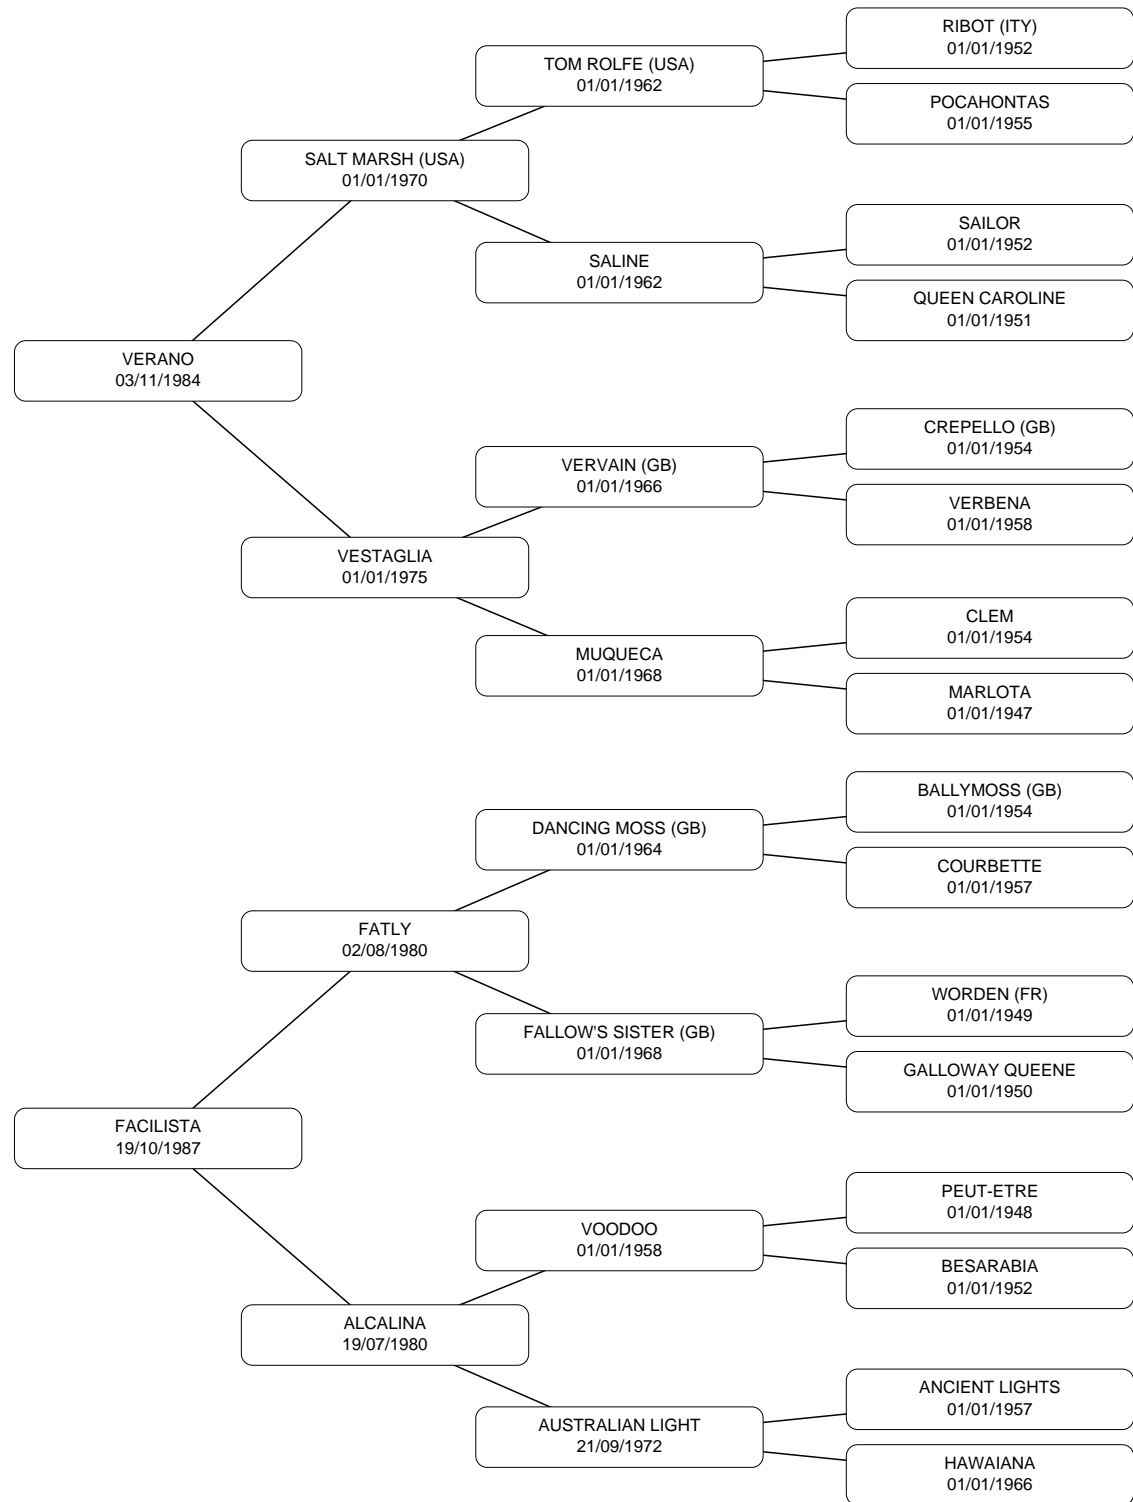 RIBOT (ITY)
01/01/1952
TOM ROLFE (USA)
01/01/1962
POCAHONTAS
01/01/1955
SALT MARSH (USA)
01/01/1970
SAILOR
01/01/1952
SALINE
01/01/1962
QUEEN CAROLINE
01/01/1951
VERANO
03/11/1984
CREPELLO (GB)
01/01/1954
VERVAIN (GB)
01/01/1966
VERBENA
01/01/1958
VESTAGLIA
01/01/1975
CLEM
01/01/1954
MUQUECA
01/01/1968
MARLOTA
01/01/1947
BALLYMOSS (GB)
01/01/1954
DANCING MOSS (GB)
01/01/1964
COURBETTE
01/01/1957
FATLY
02/08/1980
WORDEN (FR)
01/01/1949
FALLOW'S SISTER (GB)
01/01/1968
GALLOWAY QUEENE
01/01/1950
FACILISTA
19/10/1987
PEUT-ETRE
01/01/1948
VOODOO
01/01/1958
BESARABIA
01/01/1952
ALCALINA
19/07/1980
ANCIENT LIGHTS
01/01/1957
AUSTRALIAN LIGHT
21/09/1972
HAWAIANA
01/01/1966